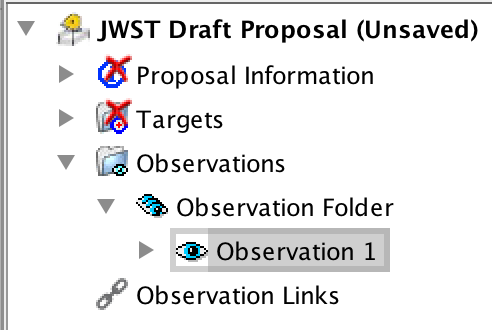 JWST Draft Proposal (Unsaved)
Proposal Information
Targets
Observations
Observation Folder
Observation 1
Observation Links